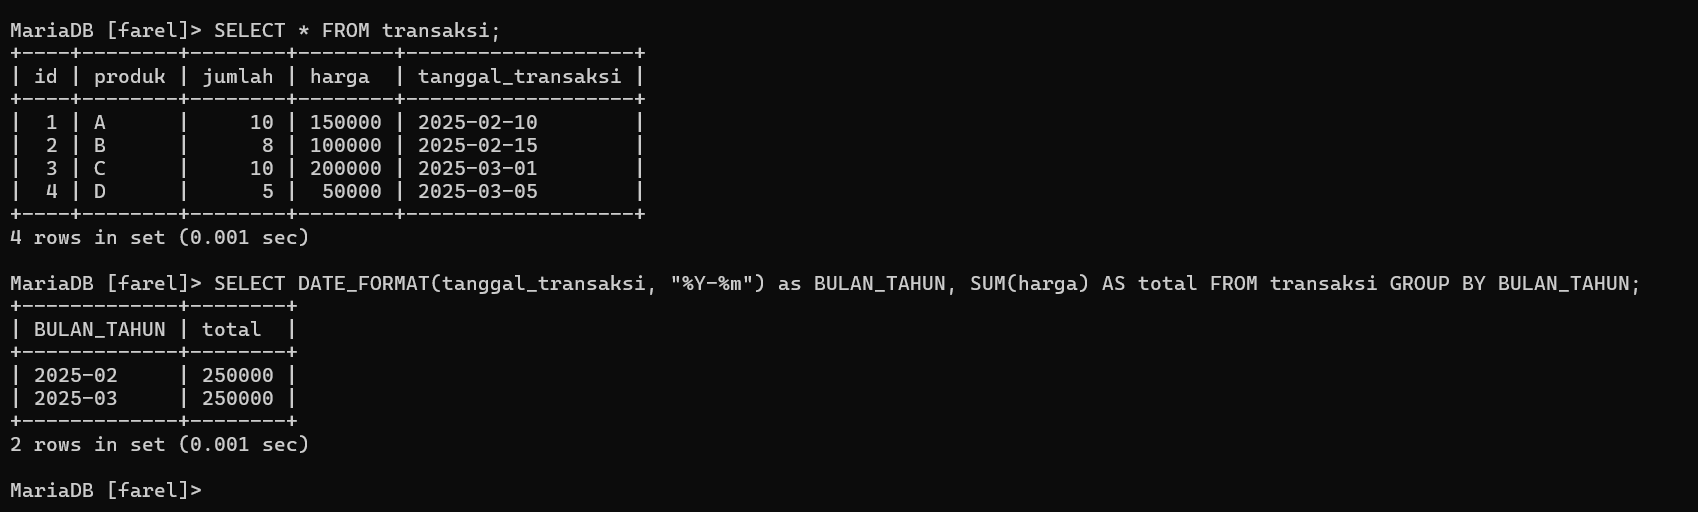 MariaDB [farel]> SELECT * FROM transaksi;
+----+--------+--------+--------+-------------------+
| id | produk | jumlah | harga  | tanggal_transaksi |
+----+--------+--------+--------+-------------------+
|  1 | A      |     10 | 150000 | 2025-02-10        |
|  2 | B      |      8 | 100000 | 2025-02-15        |
|  3 | C      |     10 | 200000 | 2025-03-01        |
|  4 | D      |      5 |  50000 | 2025-03-05        |
+----+--------+--------+--------+-------------------+
4 rows in set (0.001 sec)
MariaDB [farel]> SELECT DATE_FORMAT(tanggal_transaksi, "%Y-%m") as BULAN_TAHUN, SUM(harga) AS total FROM transaksi GROUP BY BULAN_TAHUN;
+-------------+--------+
| BULAN_TAHUN | total  |
+-------------+--------+
| 2025-02     | 250000 |
| 2025-03     | 250000 |
+-------------+--------+
2 rows in set (0.001 sec)
MariaDB [farel]>